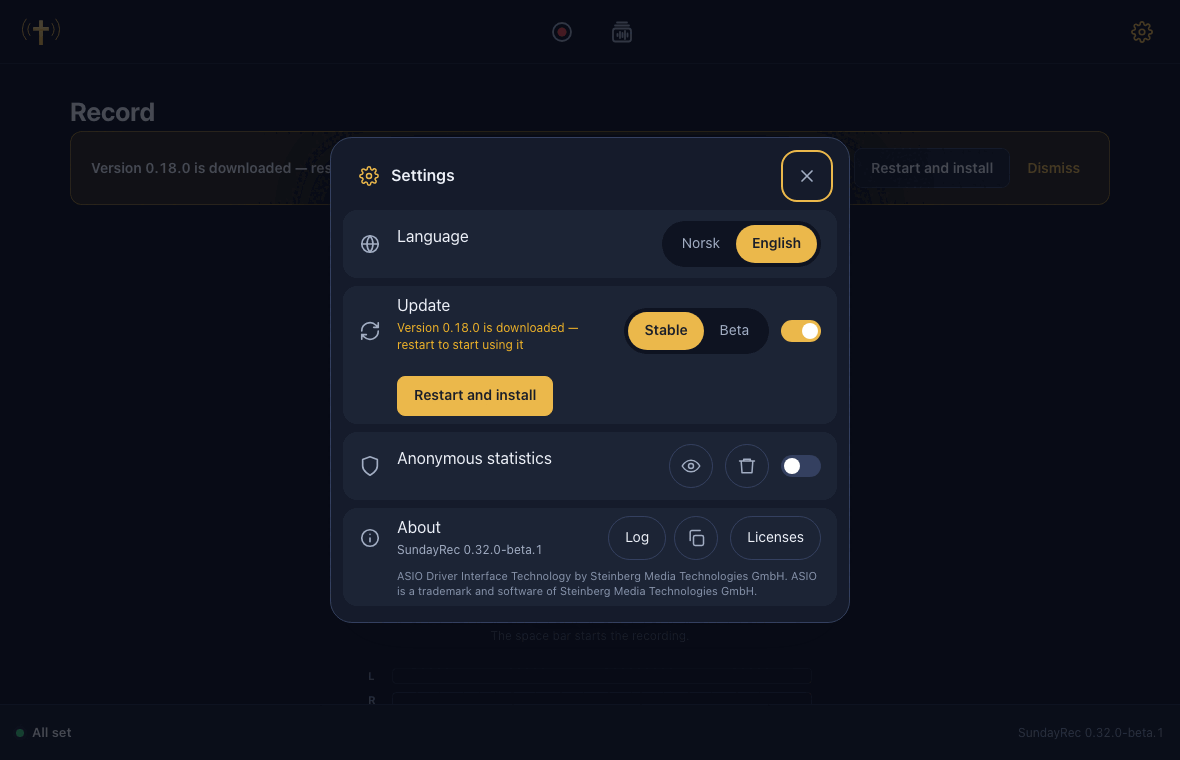 Record
Version 0.18.0 is downloaded — res
Restart and install
Dismiss
Settings
Language
Norsk
English
Update
Version 0.18.0 is downloaded —
restart to start using it
Stable
Beta
Restart and install
Anonymous statistics
About
SundayRec 0.32.0-beta.1
Log
Licenses
ASIO Driver Interface Technology by Steinberg Media Technologies GmbH. ASIO
is a trademark and software of Steinberg Media Technologies GmbH.
The space bar starts the recording.
L
R
All set
SundayRec 0.32.0-beta.1